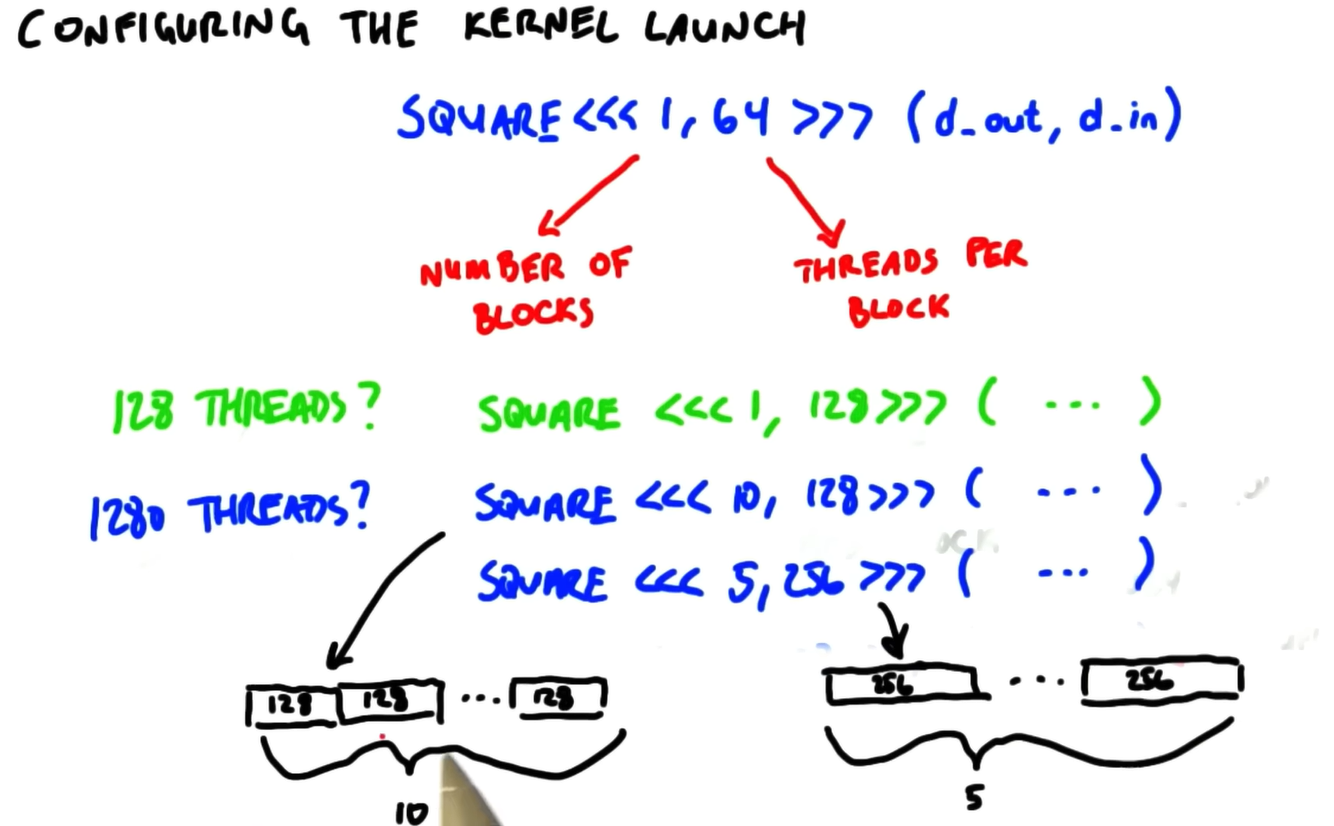 CONFIGURING THE KERNEL LAUNCH
SQUARE<<< 1, 64 >>> (d_out, d_in)
NUMBER OF BLOCKS
THREADS PER BLOCK
128 THREADS? SQUARE <<< 1, 128 >>> ( ... )
1280 THREADS? SQUARE <<< 10, 128 >>> ( ... )
SQUARE <<< 5, 256 >>> ( ... )
128 128 ... 128
256 ... 256
10
5